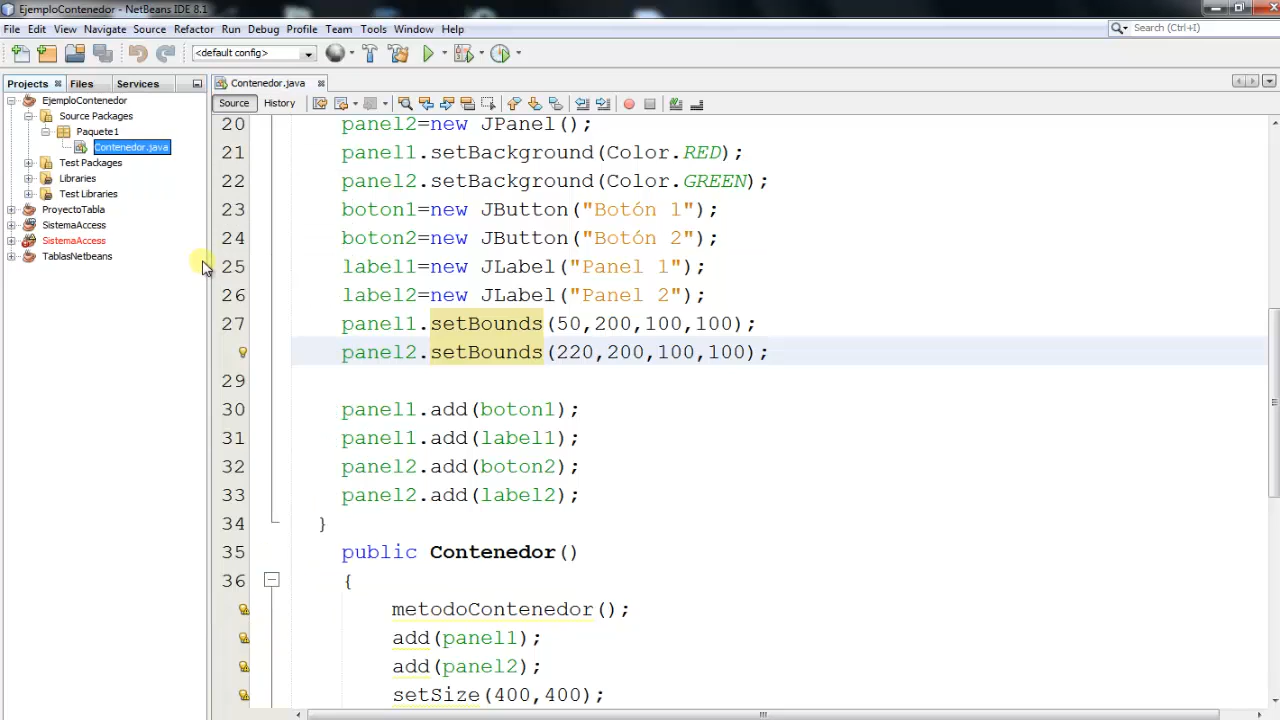 EjemploContenedor - NetBeans IDE 8.1
File Edit View Navigate Source Refactor Run Debug Profile Team Tools Window Help
Search (Ctrl+I)
<default config>
Projects Files Services
Contenedor.java
Source History
EjemploContenedor
Source Packages
Paquete1
Contenedor.java
Test Packages
Libraries
Test Libraries
ProyectoTabla
SistemaAccess
SistemaAccess
TablasNetbeans
20 panel2=new JPanel();
21 panel1.setBackground(Color.RED);
22 panel2.setBackground(Color.GREEN);
23 boton1=new JButton("Botón 1");
24 boton2=new JButton("Botón 2");
25 label1=new JLabel("Panel 1");
26 label2=new JLabel("Panel 2");
27 panel1.setBounds(50,200,100,100);
panel2.setBounds(220,200,100,100);
29
30 panel1.add(boton1);
31 panel1.add(label1);
32 panel2.add(boton2);
33 panel2.add(label2);
34 }
35 public Contenedor()
36 {
metodoContenedor();
add(panel1);
add(panel2);
setSize(400,400);